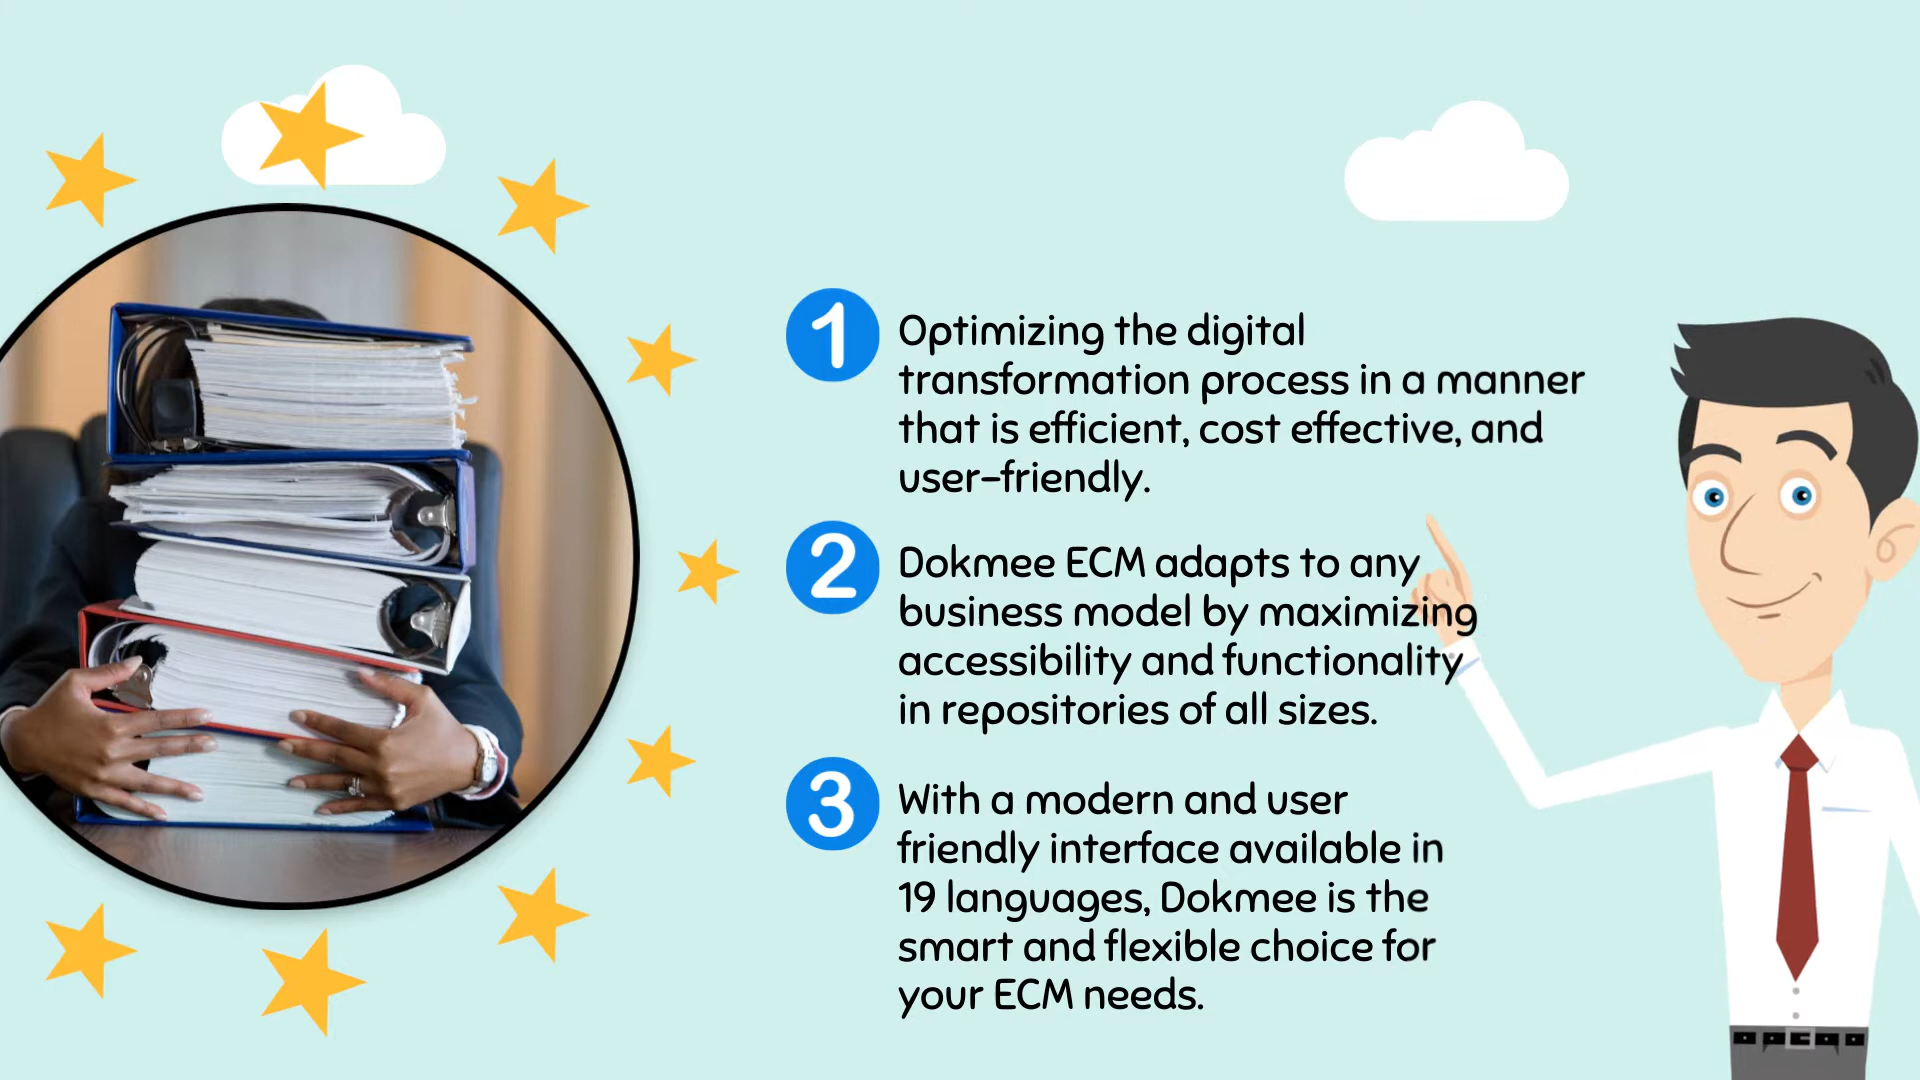 1
Optimizing the digital
transformation process in a manner
that is efficient, cost effective, and
user-friendly.
2
Dokmee ECM adapts to any
business model by maximizing
accessibility and functionality
in repositories of all sizes.
3
With a modern and user
friendly interface available in
19 languages, Dokmee is the
smart and flexible choice for
your ECM needs.